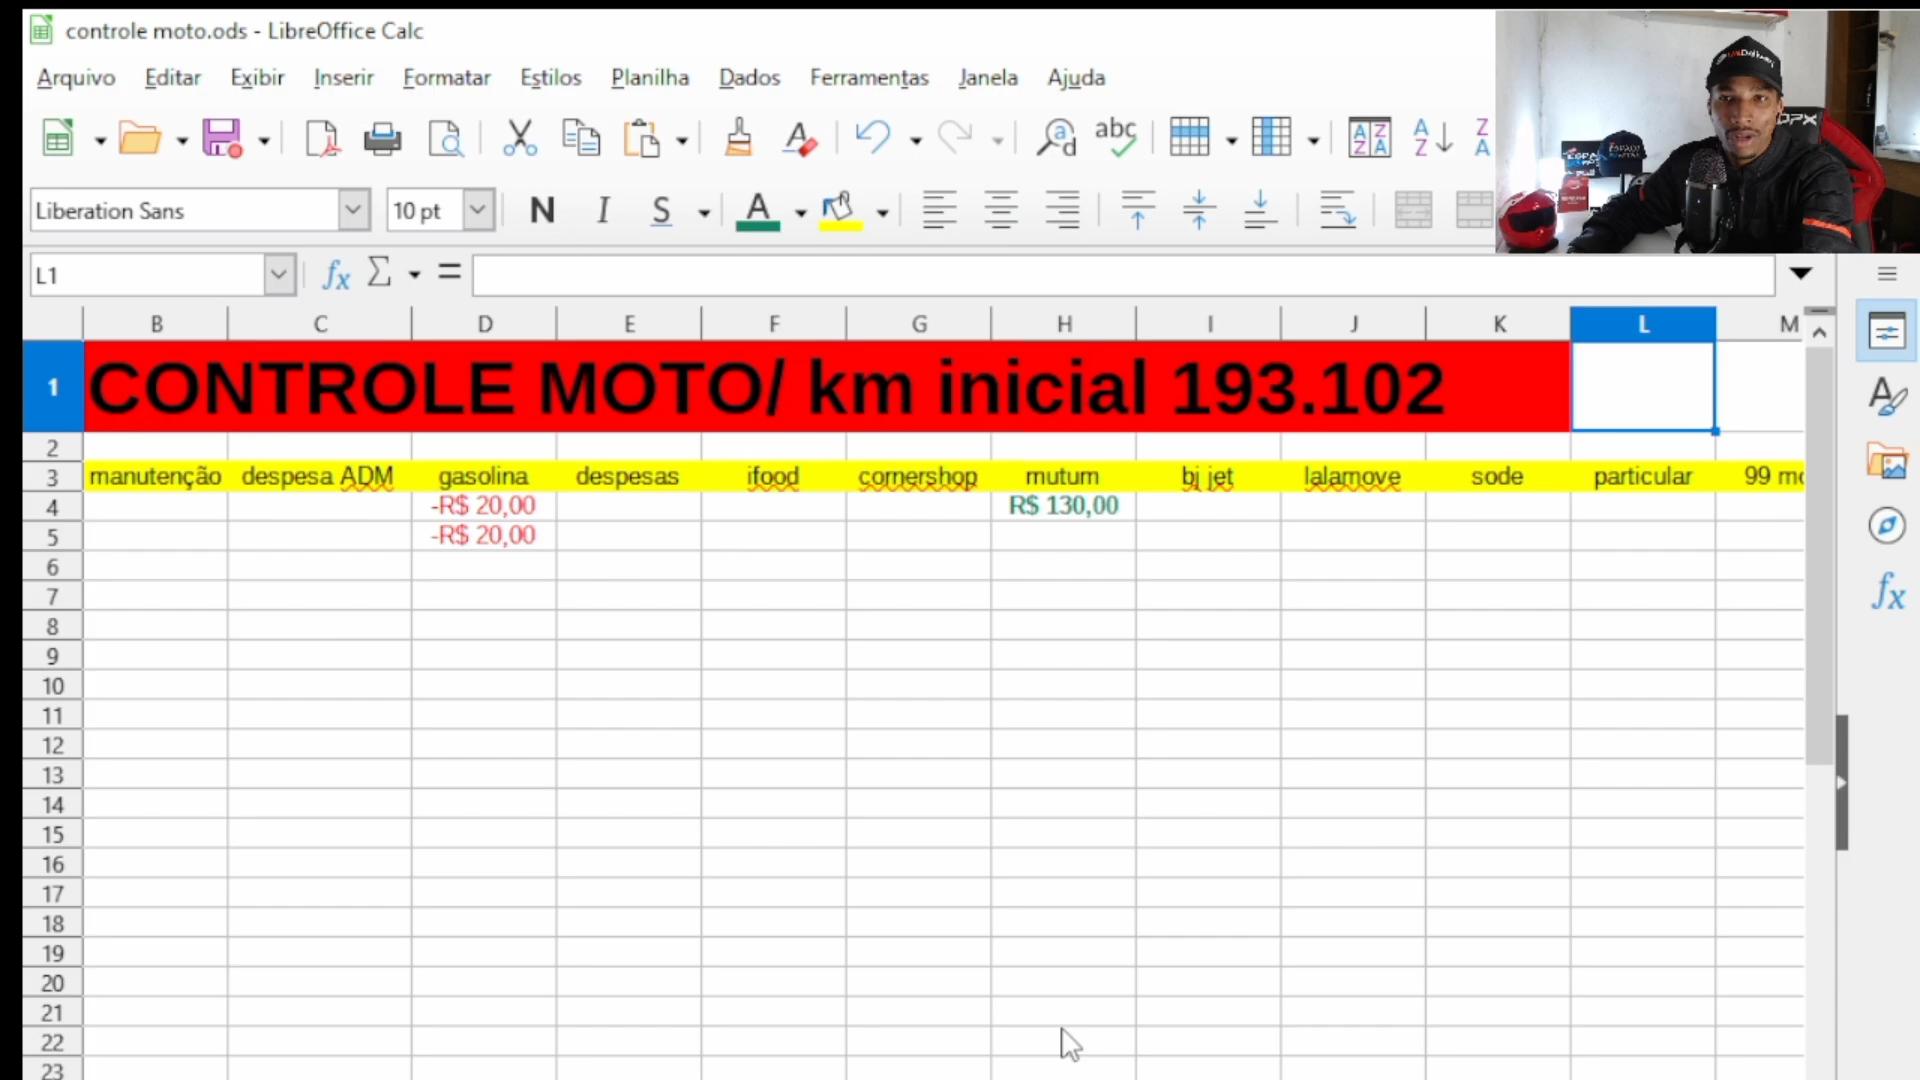 controle moto.ods - LibreOffice Calc
Arquivo Editar Exibir Inserir Formatar Estilos Planilha Dados Ferramentas Janela Ajuda
abc
Liberation Sans 10 pt N I S A
L1 fx Σ =
B C D E F G H I J K L M
1 CONTROLE MOTO/ km inicial 193.102
2
3 manutenção despesa ADM gasolina despesas ifood cornershop mutum bj jet lalamove sode particular 99
4 -R$ 20,00 R$ 130,00
5 -R$ 20,00
6
7
8
9
10
11
12
13
14
15
16
17
18
19
20
21
22
23